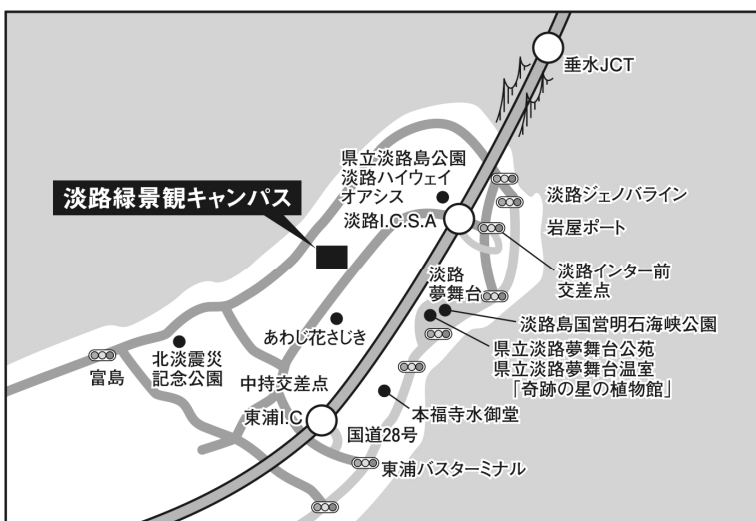 垂水JCT
県立淡路島公園
淡路ハイウェイ
オアシス
淡路緑景観キャンパス
淡路I.C.S.A
淡路ジェノバライン
岩屋ポート
淡路インター前
交差点
淡路
夢舞台
淡路島国営明石海峡公園
県立淡路夢舞台公苑
県立淡路夢舞台温室
「奇跡の星の植物館」
あわじ花さじき
北淡震災
記念公園
富島
中持交差点
東浦I.C
国道28号
本福寺水御堂
東浦バスターミナル